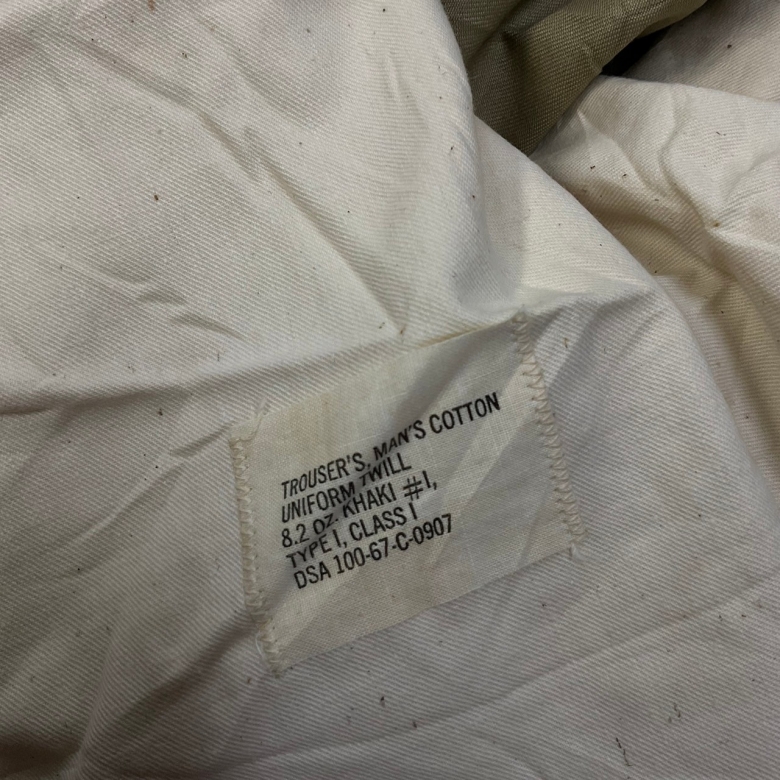 TROUSER'S, MAN'S COTTON
UNIFORM TWILL
8.2 OZ. KHAKI #1,
TYPE I, CLASS I
DSA 100-67-C-0907